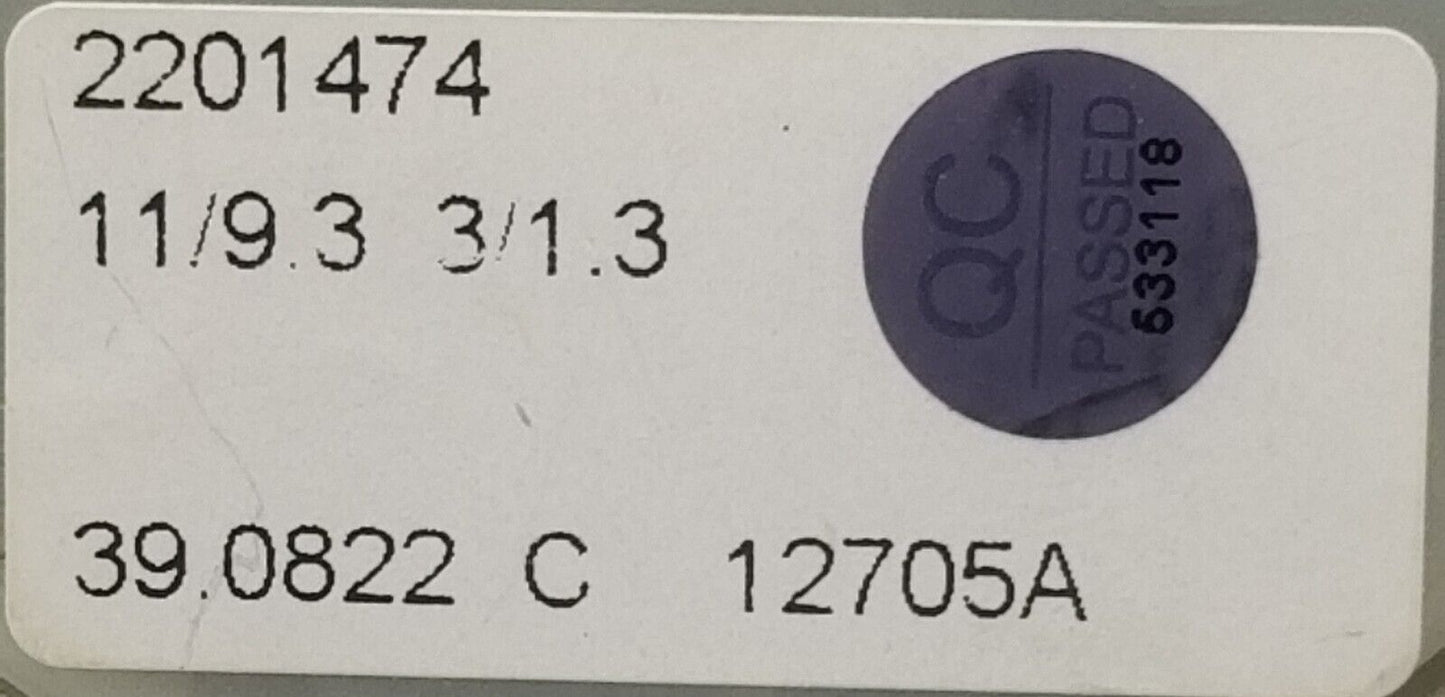 2201474
11/9.3 3/1.3
39.0822 C 12705A
QC
PASSED
533118